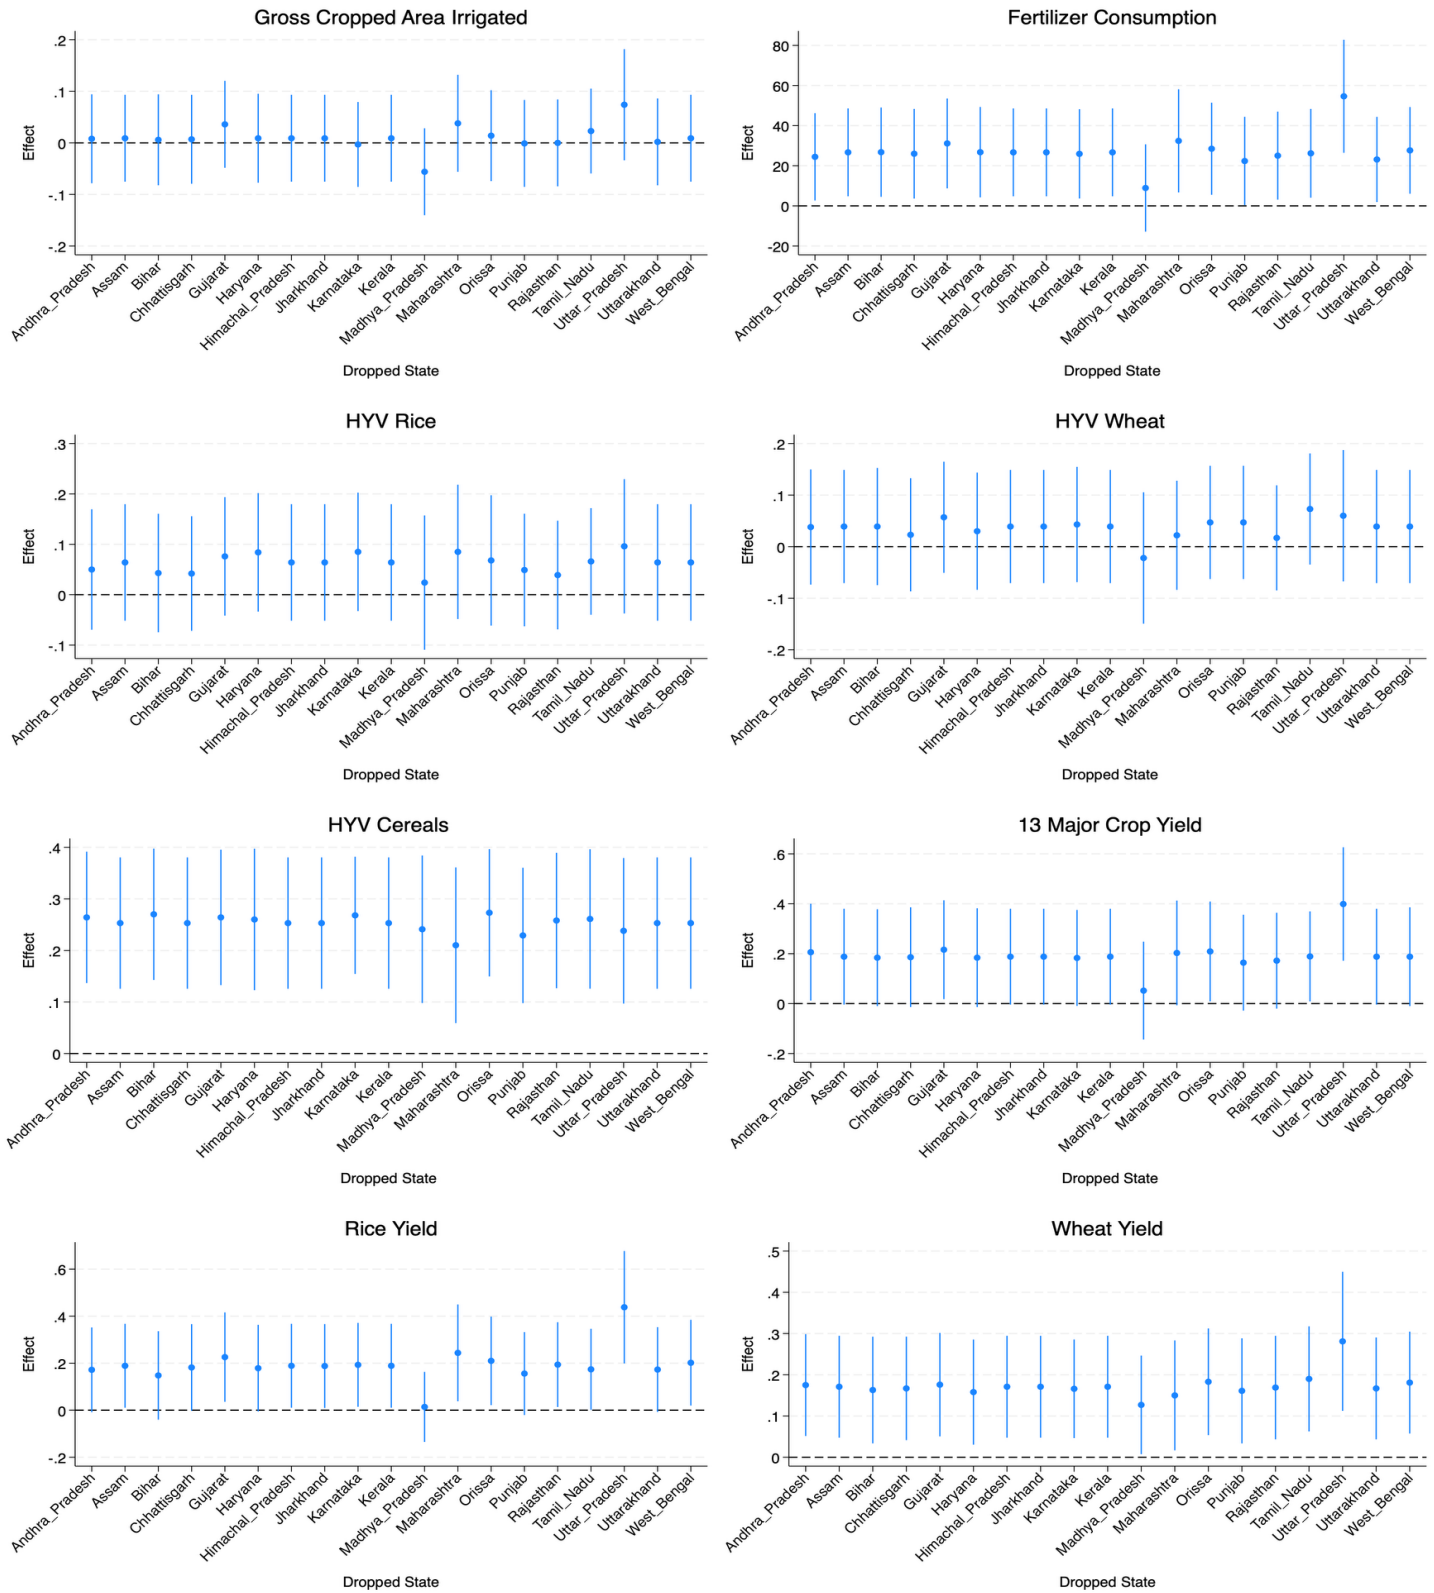 Gross Cropped Area Irrigated
Effect
.2
.1
0
-.1
-.2
Andhra_Pradesh
Assam
Bihar
Chhattisgarh
Gujarat
Haryana
Himachal_Pradesh
Jharkhand
Karnataka
Kerala
Madhya_Pradesh
Maharashtra
Orissa
Punjab
Rajasthan
Tamil_Nadu
Uttar_Pradesh
Uttarakhand
West_Bengal
Dropped State
Fertilizer Consumption
Effect
80
60
40
20
0
-20
Andhra_Pradesh
Assam
Bihar
Chhattisgarh
Gujarat
Haryana
Himachal_Pradesh
Jharkhand
Karnataka
Kerala
Madhya_Pradesh
Maharashtra
Orissa
Punjab
Rajasthan
Tamil_Nadu
Uttar_Pradesh
Uttarakhand
West_Bengal
Dropped State
HYV Rice
Effect
.3
.2
.1
0
-.1
Andhra_Pradesh
Assam
Bihar
Chhattisgarh
Gujarat
Haryana
Himachal_Pradesh
Jharkhand
Karnataka
Kerala
Madhya_Pradesh
Maharashtra
Orissa
Punjab
Rajasthan
Tamil_Nadu
Uttar_Pradesh
Uttarakhand
West_Bengal
Dropped State
HYV Wheat
Effect
.2
.1
0
-.1
-.2
Andhra_Pradesh
Assam
Bihar
Chhattisgarh
Gujarat
Haryana
Himachal_Pradesh
Jharkhand
Karnataka
Kerala
Madhya_Pradesh
Maharashtra
Orissa
Punjab
Rajasthan
Tamil_Nadu
Uttar_Pradesh
Uttarakhand
West_Bengal
Dropped State
HYV Cereals
Effect
.4
.3
.2
.1
0
Andhra_Pradesh
Assam
Bihar
Chhattisgarh
Gujarat
Haryana
Himachal_Pradesh
Jharkhand
Karnataka
Kerala
Madhya_Pradesh
Maharashtra
Orissa
Punjab
Rajasthan
Tamil_Nadu
Uttar_Pradesh
Uttarakhand
West_Bengal
Dropped State
13 Major Crop Yield
Effect
.6
.4
.2
0
-.2
Andhra_Pradesh
Assam
Bihar
Chhattisgarh
Gujarat
Haryana
Himachal_Pradesh
Jharkhand
Karnataka
Kerala
Madhya_Pradesh
Maharashtra
Orissa
Punjab
Rajasthan
Tamil_Nadu
Uttar_Pradesh
Uttarakhand
West_Bengal
Dropped State
Rice Yield
Effect
.6
.4
.2
0
-.2
Andhra_Pradesh
Assam
Bihar
Chhattisgarh
Gujarat
Haryana
Himachal_Pradesh
Jharkhand
Karnataka
Kerala
Madhya_Pradesh
Maharashtra
Orissa
Punjab
Rajasthan
Tamil_Nadu
Uttar_Pradesh
Uttarakhand
West_Bengal
Dropped State
Wheat Yield
Effect
.5
.4
.3
.2
.1
0
Andhra_Pradesh
Assam
Bihar
Chhattisgarh
Gujarat
Haryana
Himachal_Pradesh
Jharkhand
Karnataka
Kerala
Madhya_Pradesh
Maharashtra
Orissa
Punjab
Rajasthan
Tamil_Nadu
Uttar_Pradesh
Uttarakhand
West_Bengal
Dropped State